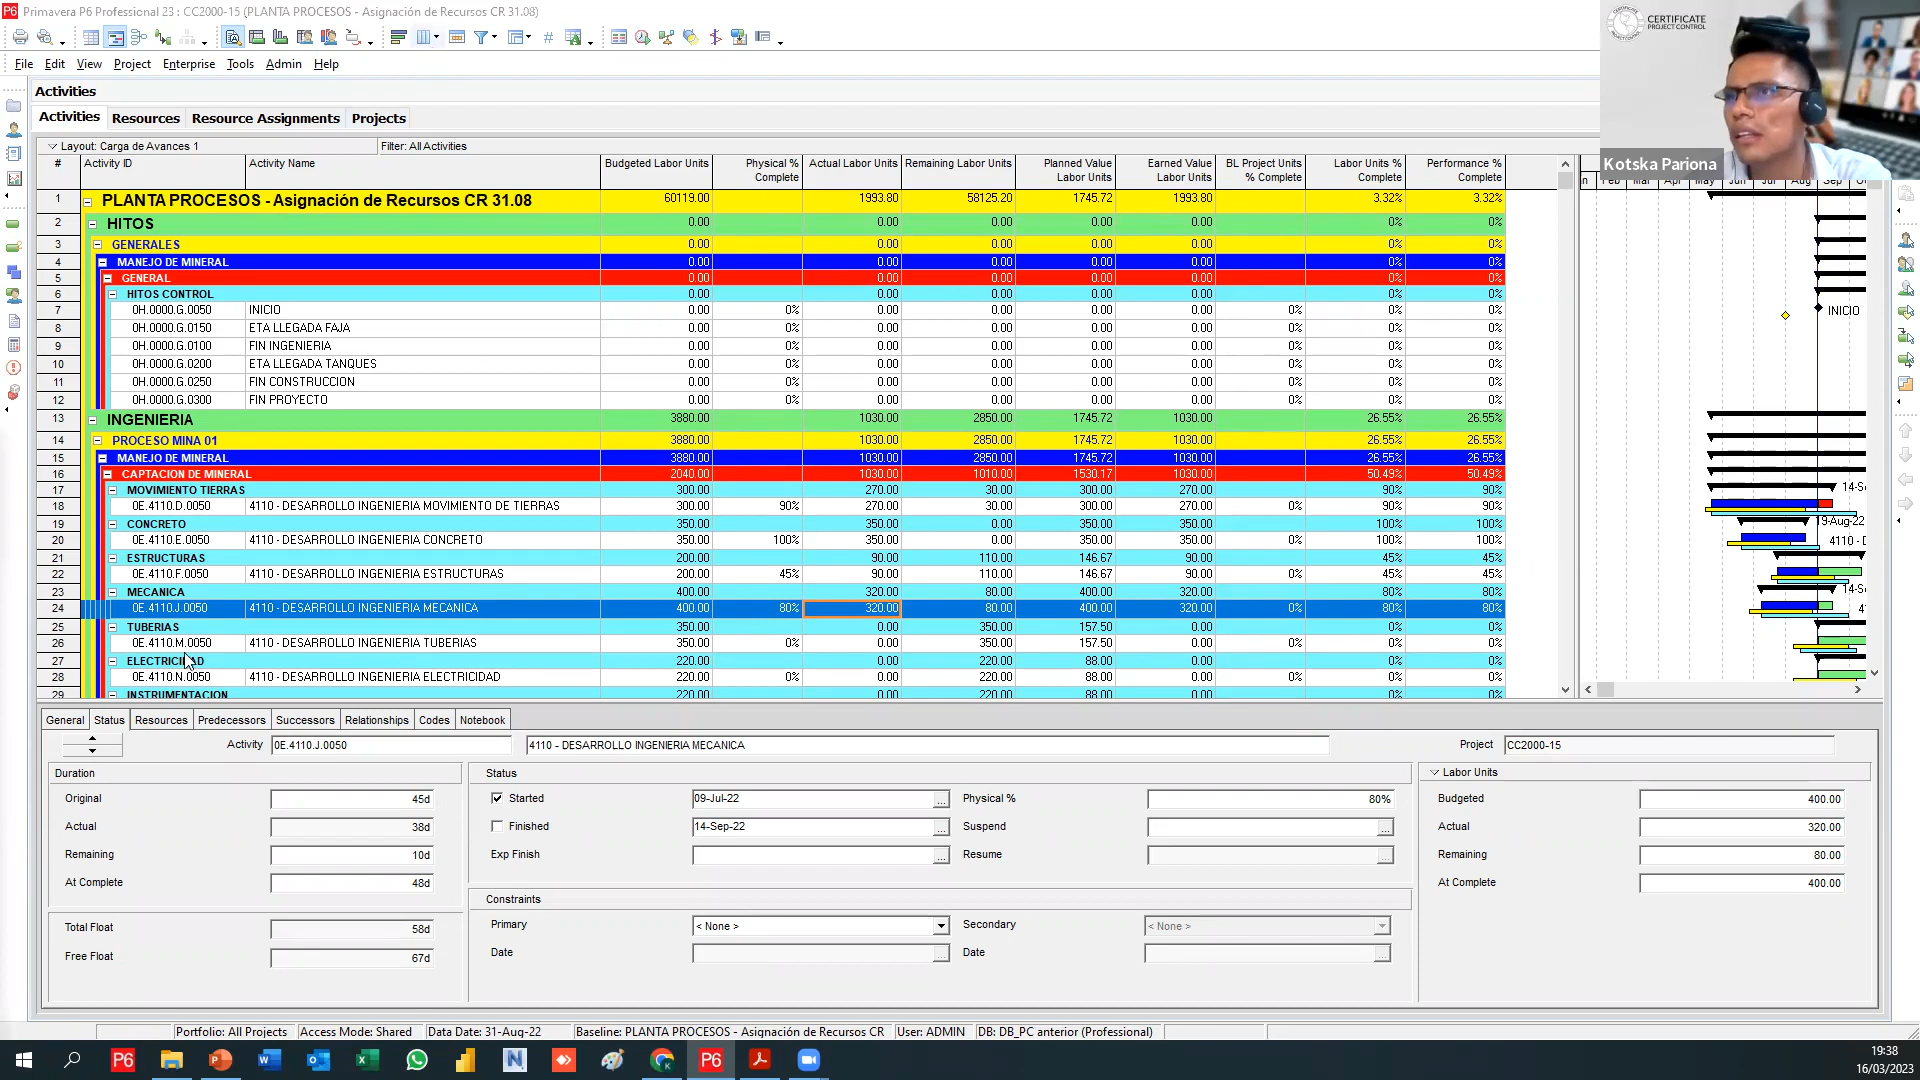 Primavera P6 Professional 23 : CC2000-15 (PLANTA PROCESOS - Asignación de Recursos CR 31.08)
File Edit View Project Enterprise Tools Admin Help
CERTIFICATE
PROJECT CONTROL
Kotska Pariona
Activities
Activities Resources Resource Assignments Projects
Layout: Carga de Avances 1 Filter: All Activities
# Activity ID Activity Name Budgeted Labor Units Physical % Complete Actual Labor Units Remaining Labor Units Planned Value Labor Units Earned Value Labor Units BL Project Units % Complete Labor Units % Complete Performance % Complete
1 PLANTA PROCESOS - Asignación de Recursos CR 31.08 60119.00 1993.80 58125.20 1745.72 1993.80 3.32% 3.32%
2 HITOS 0.00 0.00 0.00 0.00 0.00 0% 0%
3 GENERALES 0.00 0.00 0.00 0.00 0.00 0% 0%
4 MANEJO DE MINERAL 0.00 0.00 0.00 0.00 0.00 0% 0%
5 GENERAL 0.00 0.00 0.00 0.00 0.00 0% 0%
6 HITOS CONTROL 0.00 0.00 0.00 0.00 0.00 0% 0%
7 0H.0000.G.0050 INICIO 0.00 0% 0.00 0.00 0.00 0.00 0% 0% 0% INICIO
8 0H.0000.G.0150 ETA LLEGADA FAJA 0.00 0% 0.00 0.00 0.00 0.00 0% 0% 0%
9 0H.0000.G.0100 FIN INGENIERIA 0.00 0% 0.00 0.00 0.00 0.00 0% 0% 0%
10 0H.0000.G.0200 ETA LLEGADA TANQUES 0.00 0% 0.00 0.00 0.00 0.00 0% 0% 0%
11 0H.0000.G.0250 FIN CONSTRUCCION 0.00 0% 0.00 0.00 0.00 0.00 0% 0% 0%
12 0H.0000.G.0300 FIN PROYECTO 0.00 0% 0.00 0.00 0.00 0.00 0% 0% 0%
13 INGENIERIA 3880.00 1030.00 2850.00 1745.72 1030.00 26.55% 26.55%
14 PROCESO MINA 01 3880.00 1030.00 2850.00 1745.72 1030.00 26.55% 26.55%
15 MANEJO DE MINERAL 3880.00 1030.00 2850.00 1745.72 1030.00 26.55% 26.55%
16 CAPTACION DE MINERAL 2040.00 1030.00 1010.00 1530.17 1030.00 50.49% 50.49%
17 MOVIMIENTO TIERRAS 300.00 270.00 30.00 300.00 270.00 90% 90% 14-S
18 0E.4110.D.0050 4110 - DESARROLLO INGENIERIA MOVIMIENTO DE TIERRAS 300.00 90% 270.00 30.00 300.00 270.00 0% 90% 90%
19 CONCRETO 350.00 350.00 0.00 350.00 350.00 100% 100% 19-Aug-22
20 0E.4110.E.0050 4110 - DESARROLLO INGENIERIA CONCRETO 350.00 100% 350.00 0.00 350.00 350.00 0% 100% 100% 4110 - D
21 ESTRUCTURAS 200.00 90.00 110.00 146.67 90.00 45% 45%
22 0E.4110.F.0050 4110 - DESARROLLO INGENIERIA ESTRUCTURAS 200.00 45% 90.00 110.00 146.67 90.00 0% 45% 45%
23 MECANICA 400.00 320.00 80.00 400.00 320.00 80% 80% 14-S
24 0E.4110.J.0050 4110 - DESARROLLO INGENIERIA MECANICA 400.00 80% 320.00 80.00 400.00 320.00 0% 80% 80%
25 TUBERIAS 350.00 0.00 350.00 157.50 0.00 0% 0%
26 0E.4110.M.0050 4110 - DESARROLLO INGENIERIA TUBERIAS 350.00 0% 0.00 350.00 157.50 0.00 0% 0% 0%
27 ELECTRICIDAD 220.00 0.00 220.00 88.00 0.00 0% 0%
28 0E.4110.N.0050 4110 - DESARROLLO INGENIERIA ELECTRICIDAD 220.00 0% 0.00 220.00 88.00 0.00 0% 0% 0%
29 INSTRUMENTACION 220.00 0.00 220.00 88.00 0.00 0% 0%
General Status Resources Predecessors Successors Relationships Codes Notebook
Activity 0E.4110.J.0050 4110 - DESARROLLO INGENIERIA MECANICA Project CC2000-15
Duration Status Labor Units
Original 45d Started 09-Jul-22 Physical % 80% Budgeted 400.00
Actual 38d Finished 14-Sep-22 Suspend Actual 320.00
Remaining 10d Exp Finish Resume Remaining 80.00
At Complete 48d At Complete 400.00
Constraints
Total Float 58d Primary < None > Secondary < None >
Free Float 67d Date Date
Portfolio: All Projects Access Mode: Shared Data Date: 31-Aug-22 Baseline: PLANTA PROCESOS - Asignación de Recursos CR User: ADMIN DB: DB_PC anterior (Professional)
19:38
16/03/2023